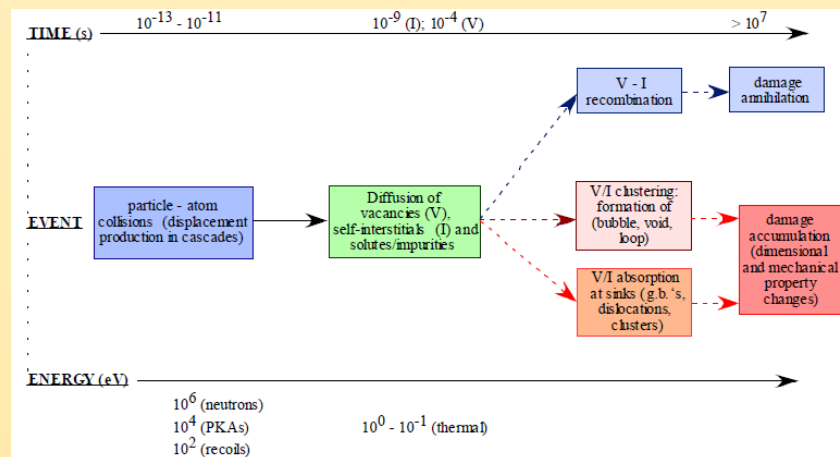 TIME (s)
10^-13 - 10^-11
10^-9 (I); 10^-4 (V)
> 10^7
V - I
recombination
damage
annihilation
EVENT
particle - atom
collisions (displacement
production in cascades)
Diffusion of
vacancies (V),
self-interstitials (I) and
solutes/impurities
V/I clustering:
formation of
(bubble, void,
loop)
V/I absorption
at sinks (g.b.'s,
dislocations,
clusters)
damage
accumulation
(dimensional
and mechanical
property
changes)
ENERGY (eV)
10^6 (neutrons)
10^4 (PKAs)
10^2 (recoils)
10^0 - 10^-1 (thermal)